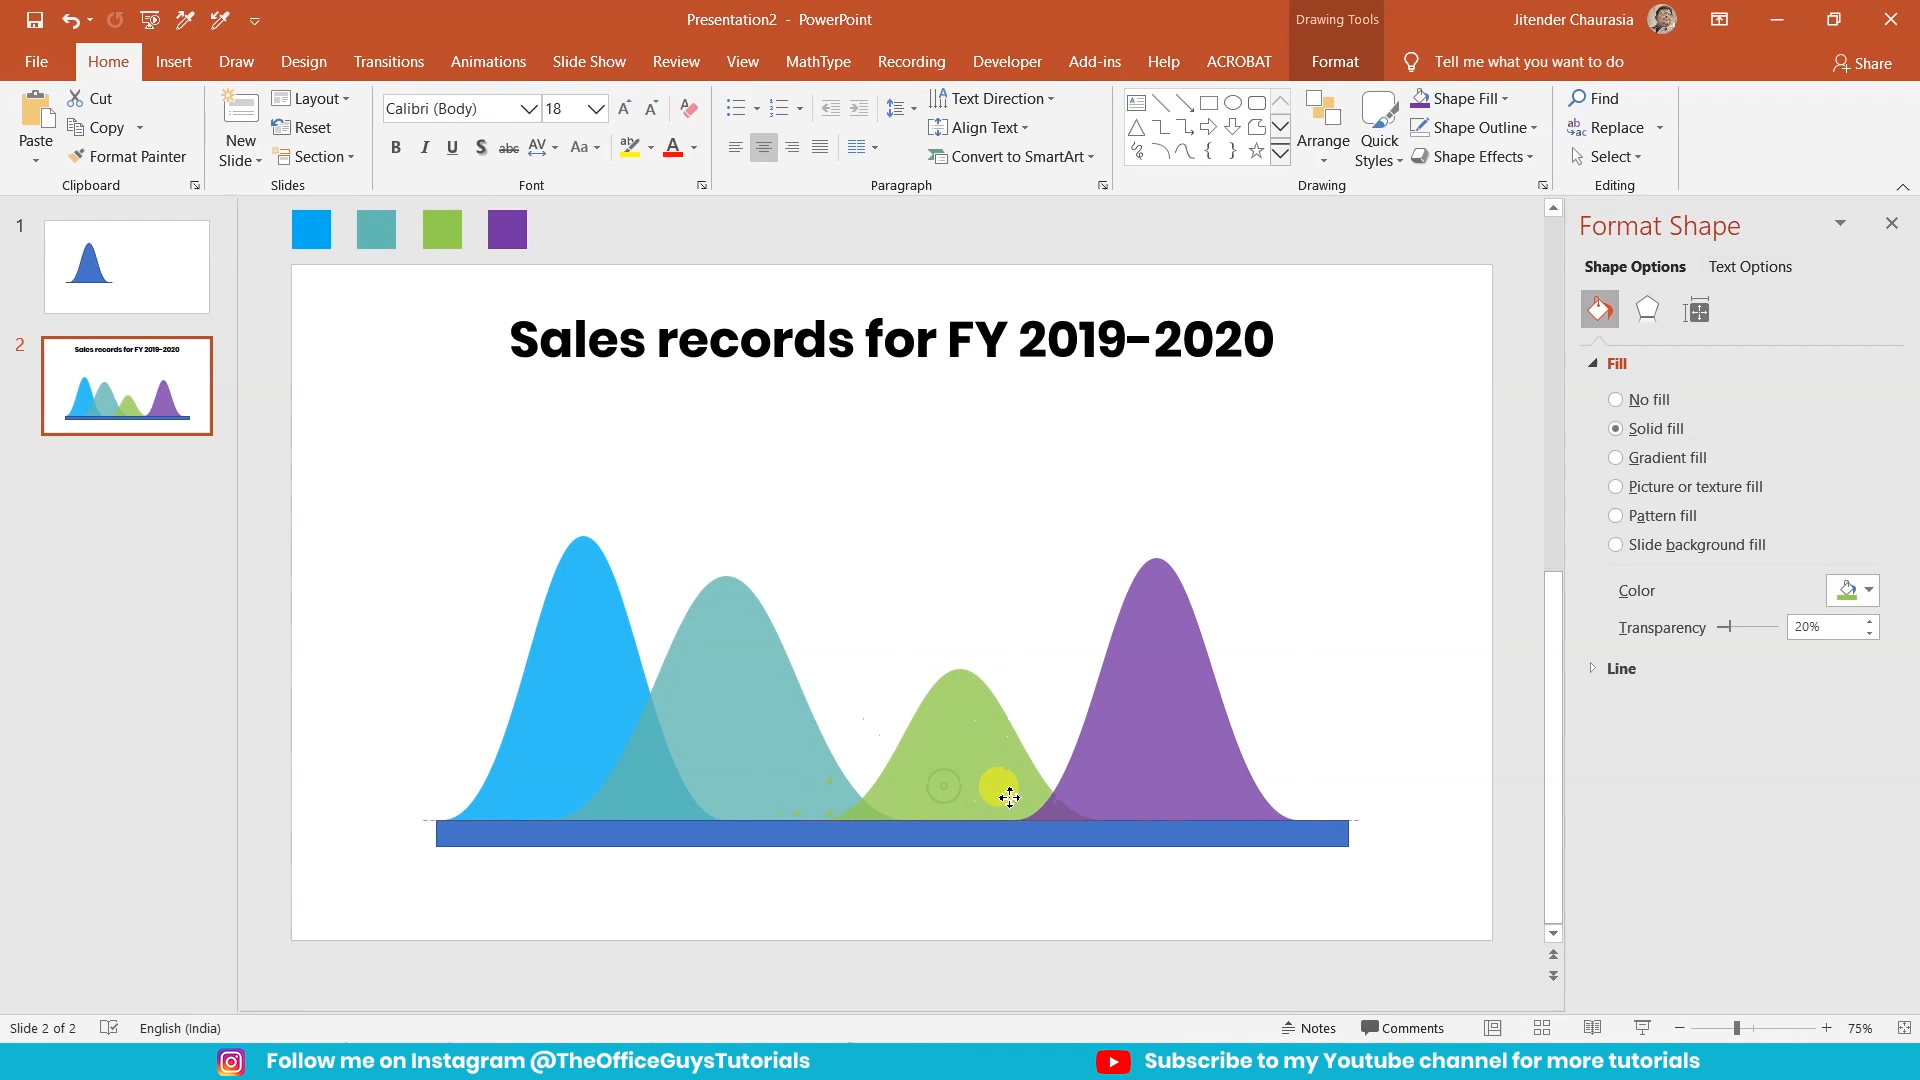 Presentation2 - PowerPoint
Drawing Tools
Jitender Chaurasia
File Home Insert Draw Design Transitions Animations Slide Show Review View MathType Recording Developer Add-ins Help ACROBAT Format Tell me what you want to do Share
Paste
Cut
Copy
Format Painter
Clipboard
New
Slide
Layout
Reset
Section
Slides
Calibri (Body) 18
B I U S abc AV Aa A
Font
Text Direction
Align Text
Convert to SmartArt
Paragraph
Arrange
Quick
Styles
Shape Fill
Shape Outline
Shape Effects
Drawing
Find
Replace
Select
Editing
1
2
Sales records for FY 2019-2020
Sales records for FY 2019-2020
Format Shape
Shape Options Text Options
Fill
No fill
Solid fill
Gradient fill
Picture or texture fill
Pattern fill
Slide background fill
Color
Transparency 20%
Line
Slide 2 of 2 English (India) Notes Comments 75%
Follow me on Instagram @TheOfficeGuysTutorials
Subscribe to my Youtube channel for more tutorials